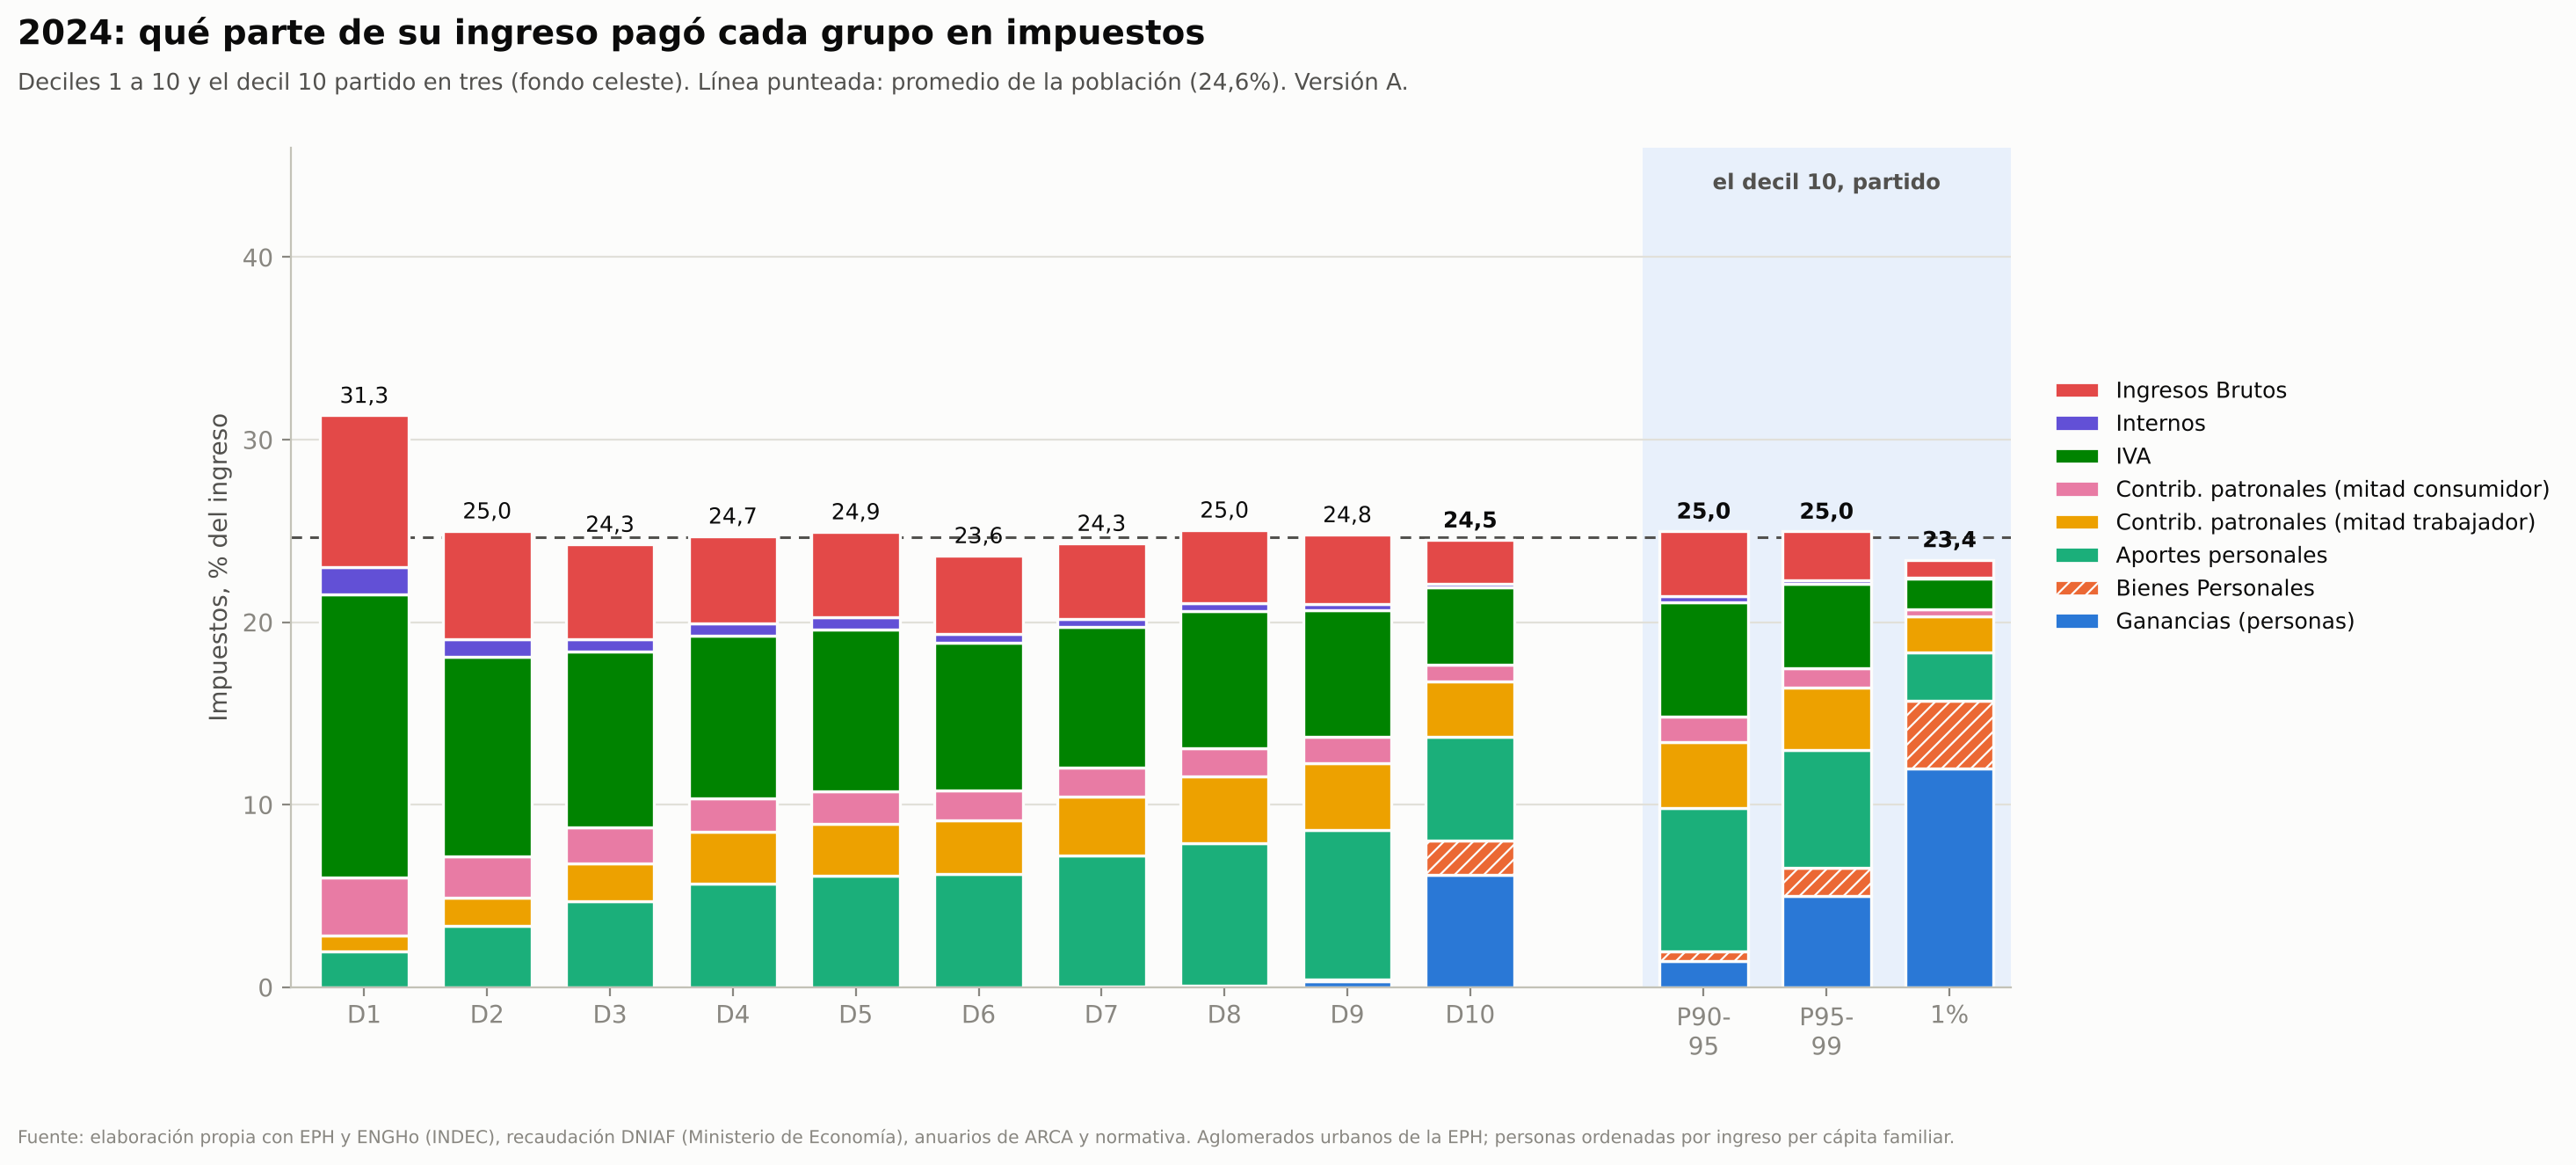 2024: qué parte de su ingreso pagó cada grupo en impuestos
Deciles 1 a 10 y el decil 10 partido en tres (fondo celeste). Línea punteada: promedio de la población (24,6%). Versión A.
el decil 10, partido
Impuestos, % del ingreso
40
30
20
10
0
31,3
25,0
24,3
24,7
24,9
23,6
24,3
25,0
24,8
24,5
25,0
25,0
23,4
D1
D2
D3
D4
D5
D6
D7
D8
D9
D10
P90-
95
P95-
99
1%
Ingresos Brutos
Internos
IVA
Contrib. patronales (mitad consumidor)
Contrib. patronales (mitad trabajador)
Aportes personales
Bienes Personales
Ganancias (personas)
Fuente: elaboración propia con EPH y ENGHo (INDEC), recaudación DNIAF (Ministerio de Economía), anuarios de ARCA y normativa. Aglomerados urbanos de la EPH; personas ordenadas por ingreso per cápita familiar.